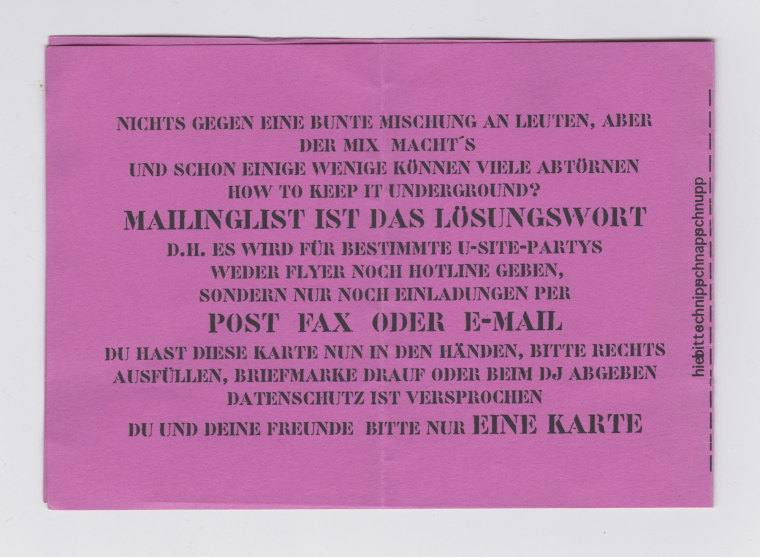 NICHTS GEGEN EINE BUNTE MISCHUNG AN LEUTEN, ABER
DER MIX MACHT´S
UND SCHON EINIGE WENIGE KÖNNEN VIELE ABTÖRNEN
HOW TO KEEP IT UNDERGROUND?
MAILINGLIST IST DAS LÖSUNGSWORT
D.H. ES WIRD FÜR BESTIMMTE U-SITE-PARTYS
WEDER FLYER NOCH HOTLINE GEBEN,
SONDERN NUR NOCH EINLADUNGEN PER
POST FAX ODER E-MAIL
DU HAST DIESE KARTE NUN IN DEN HÄNDEN, BITTE RECHTS
AUSFÜLLEN, BRIEFMARKE DRAUF ODER BEIM DJ ABGEBEN
DATENSCHUTZ IST VERSPROCHEN
DU UND DEINE FREUNDE BITTE NUR EINE KARTE
hierbitteschnippschnappschnupp